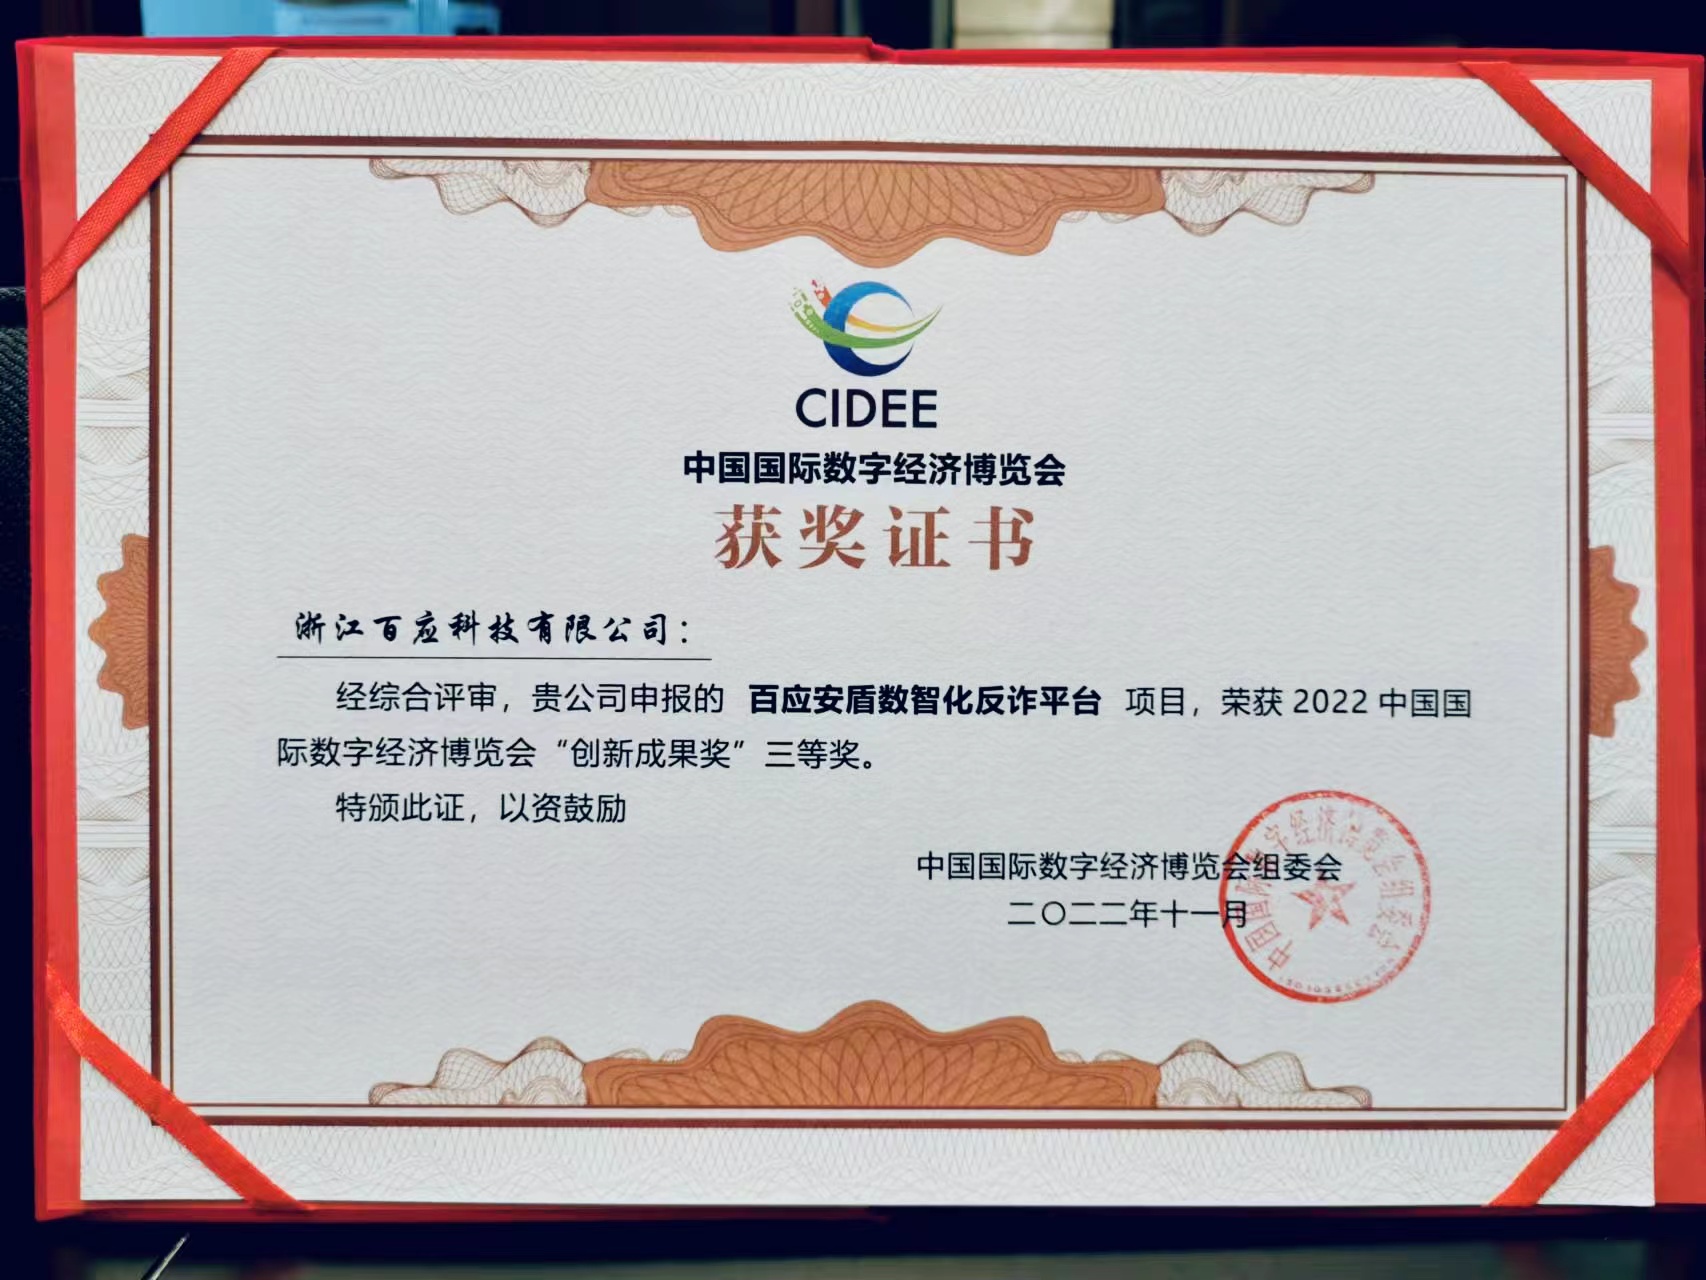 CIDEE
中国国际数字经济博览会
获奖证书
浙江百应科技有限公司：
经综合评审，贵公司申报的 百应安盾数智化反诈平台 项目，荣获 2022 中国国
际数字经济博览会“创新成果奖”三等奖。
特颁此证，以资鼓励
中国国际数字经济博览会组委会
二〇二二年十一月
中国国际数字经济博览会组委会